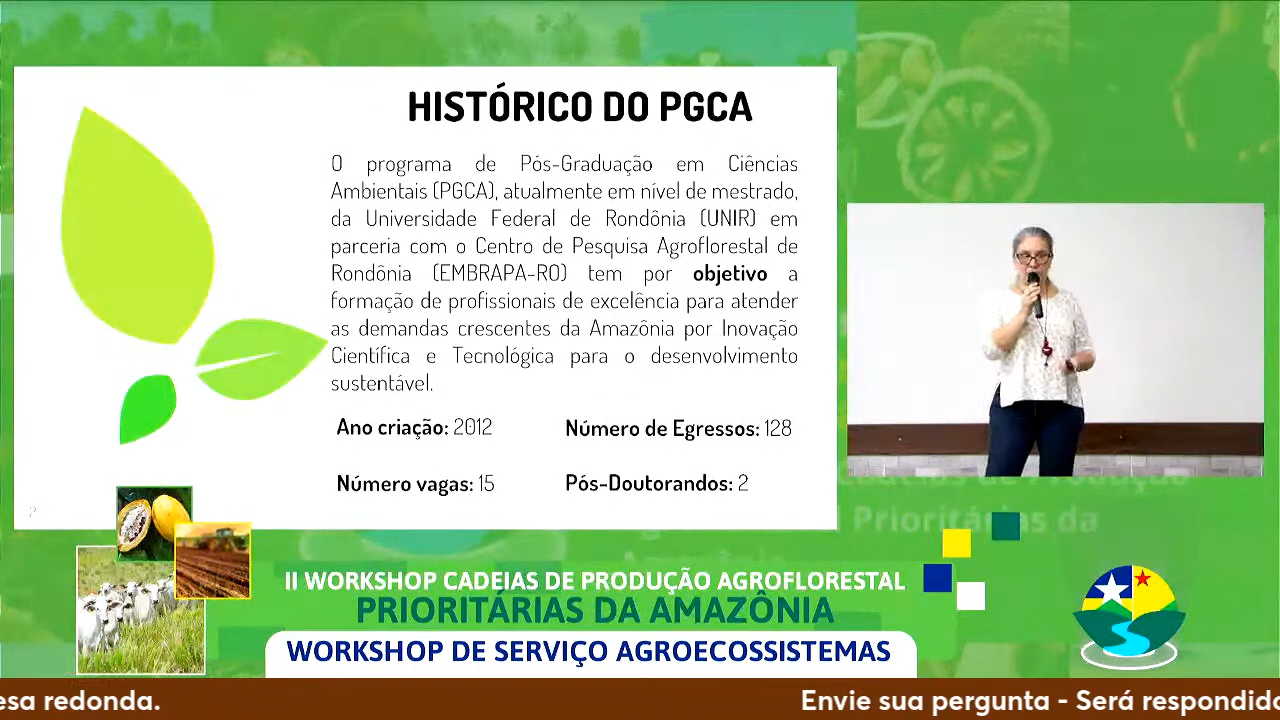 HISTÓRICO DO PGCA
O programa de Pós-Graduação em Ciências
Ambientais (PGCA), atualmente em nível de mestrado,
da Universidade Federal de Rondônia (UNIR) em
parceria com o Centro de Pesquisa Agroflorestal de
Rondônia (EMBRAPA-RO) tem por objetivo a
formação de profissionais de excelência para atender
as demandas crescentes da Amazônia por Inovação
Científica e Tecnológica para o desenvolvimento
sustentável.
Ano criação: 2012
Número de Egressos: 128
Número vagas: 15
Pós-Doutorandos: 2
2
Prioritárias da
II WORKSHOP CADEIAS DE PRODUÇÃO AGROFLORESTAL
PRIORITÁRIAS DA AMAZÔNIA
WORKSHOP DE SERVIÇO AGROECOSSISTEMAS
esa redonda.
Envie sua pergunta - Será respondid